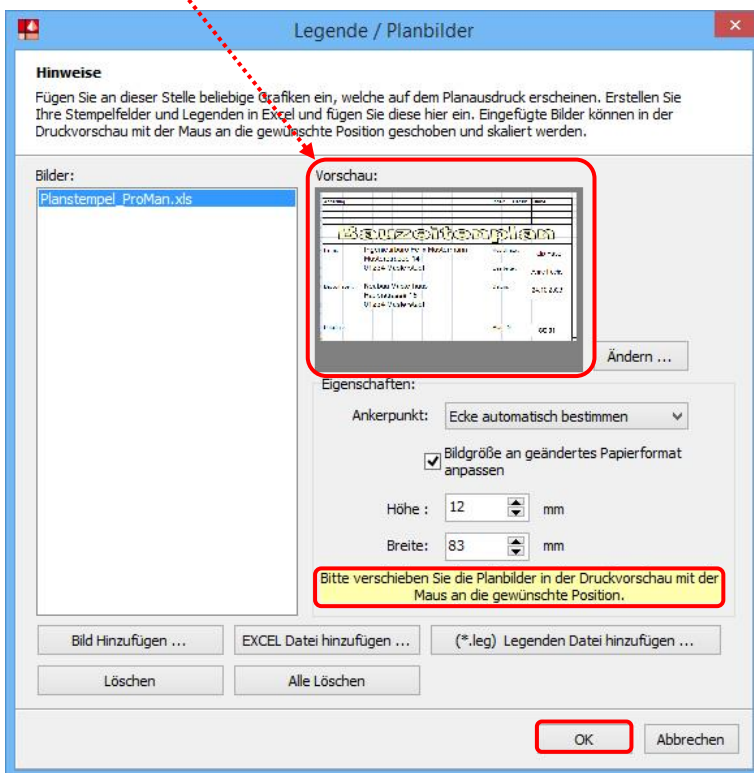 Legende / Planbilder
Hinweise
Fügen Sie an dieser Stelle beliebige Grafiken ein, welche auf dem Planausdruck erscheinen. Erstellen Sie
Ihre Stempelfelder und Legenden in Excel und fügen Sie diese hier ein. Eingefügte Bilder können in der
Druckvorschau mit der Maus an die gewünschte Position geschoben und skaliert werden.
Bilder:
Vorschau:
Planstempel_ProMan.xls
Bauzeitenplan
Ändern ...
Eigenschaften:
Ankerpunkt: Ecke automatisch bestimmen
Bildgröße an geändertes Papierformat
anpassen
Höhe : 12 mm
Breite: 83 mm
Bitte verschieben Sie die Planbilder in der Druckvorschau mit der
Maus an die gewünschte Position.
Bild Hinzufügen ... EXCEL Datei hinzufügen ... (*.leg) Legenden Datei hinzufügen ...
Löschen Alle Löschen
OK Abbrechen